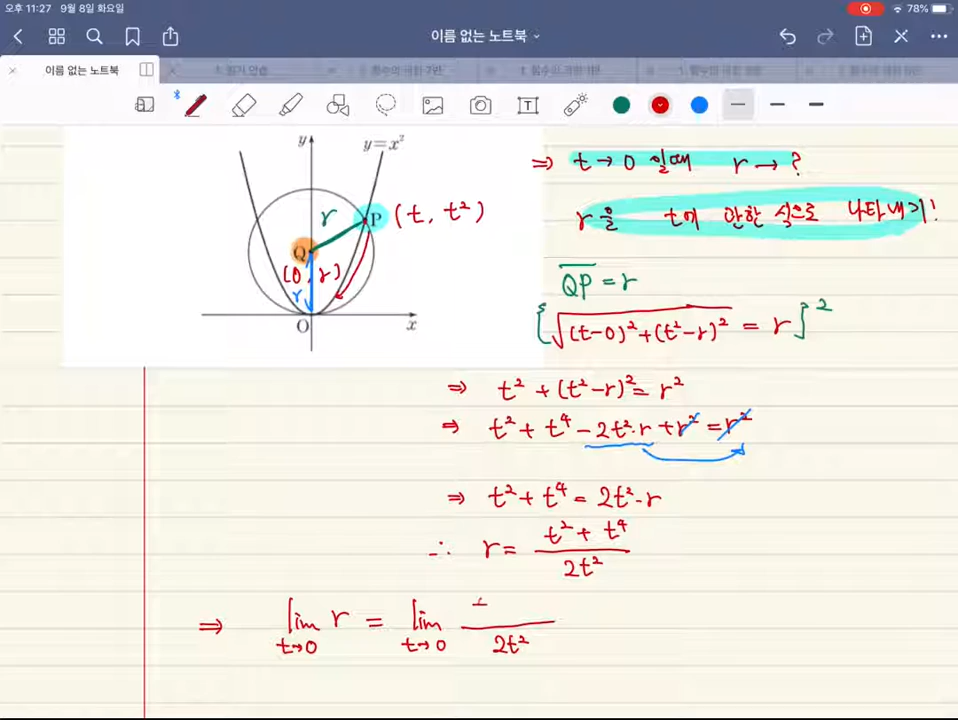 오후 11:27 9월 8일 화요일
78%
이름 없는 노트북
이름 없는 노트북
y
y=x²
r
P (t, t²)
Q
(0, r)
r
O
x
⇒ t→0 일때 r→?
r을 t에 관한 식으로 나타내기!
QP = r
[√(t-0)²+(t²-r)² = r]²
⇒ t² + (t²-r)² = r²
⇒ t² + t⁴ - 2t²·r + r² = r²
⇒ t² + t⁴ = 2t²·r
∴ r = (t² + t⁴)/2t²
⇒ lim t→0 r = lim t→0 /2t²